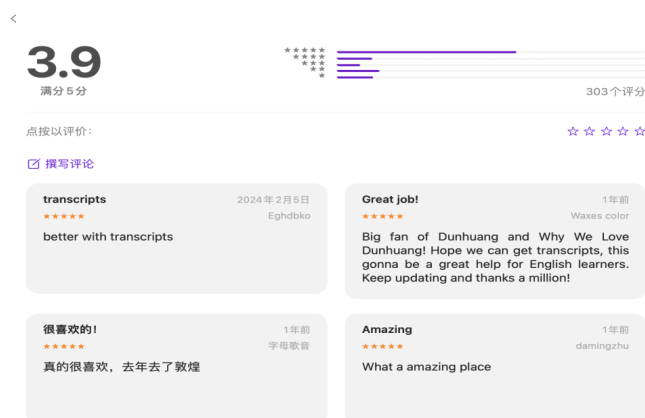 3.9
满分5分
303个评分
点按以评价:
撰写评论
transcripts
2024年2月5日
Eghdbko
better with transcripts
Great job!
1年前
Waxes color
Big fan of Dunhuang and Why We Love
Dunhuang! Hope we can get transcripts, this
gonna be a great help for English learners.
Keep updating and thanks a million!
很喜欢的!
1年前
字母歌音
真的很喜欢，去年去了敦煌
Amazing
1年前
damingzhu
What a amazing place